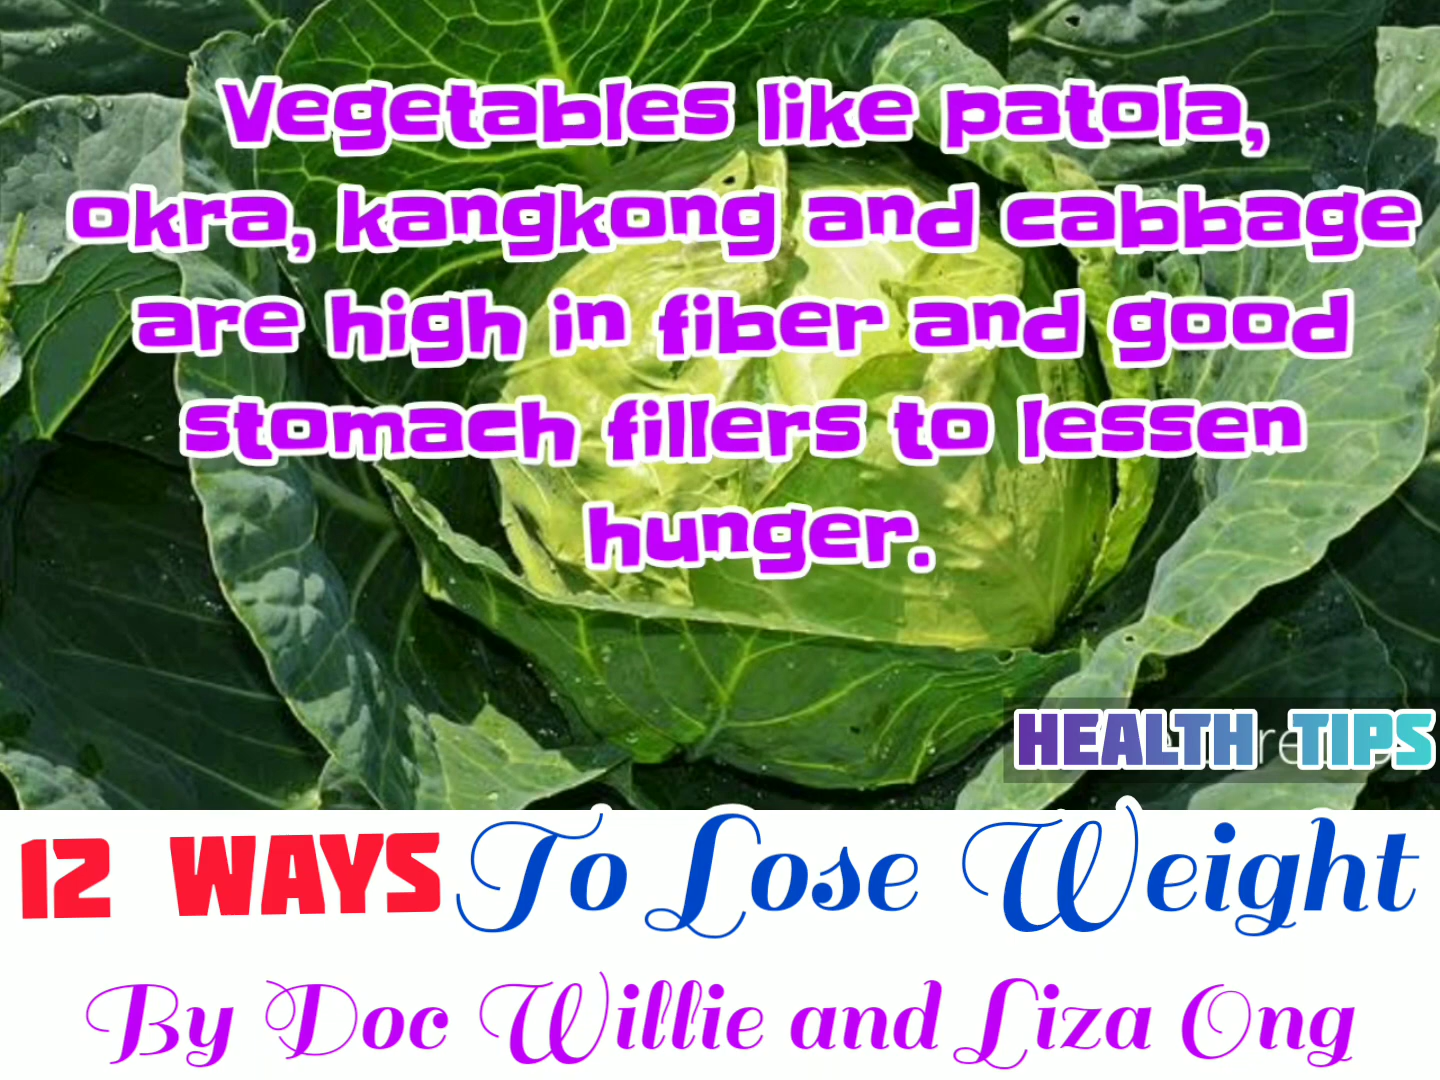 Vegetables like patola,
okra, kangkong and cabbage
are high in fiber and good
stomach fillers to lessen
hunger.
HEALTH TIPS
12 WAYS To Lose Weight
By Doc Willie and Liza Ong